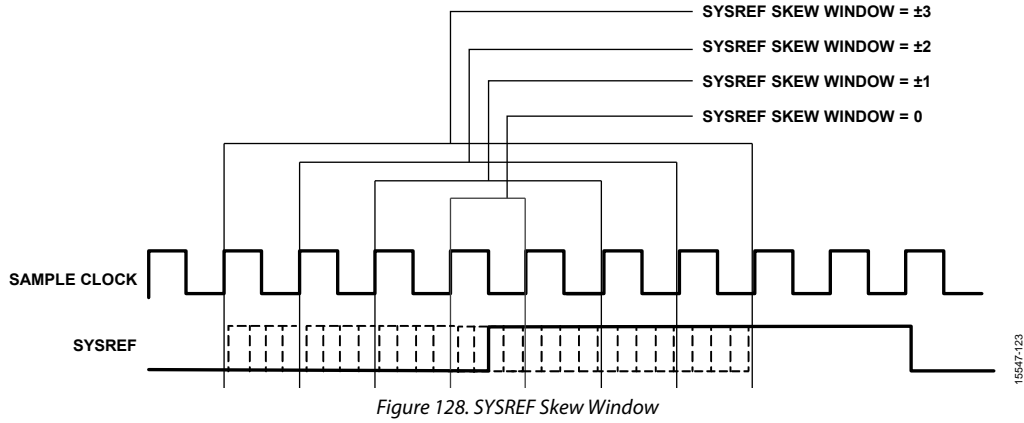 SYSREF SKEW WINDOW = ±3
SYSREF SKEW WINDOW = ±2
SYSREF SKEW WINDOW = ±1
SYSREF SKEW WINDOW = 0
SAMPLE CLOCK
SYSREF
15547-123
Figure 128. SYSREF Skew Window